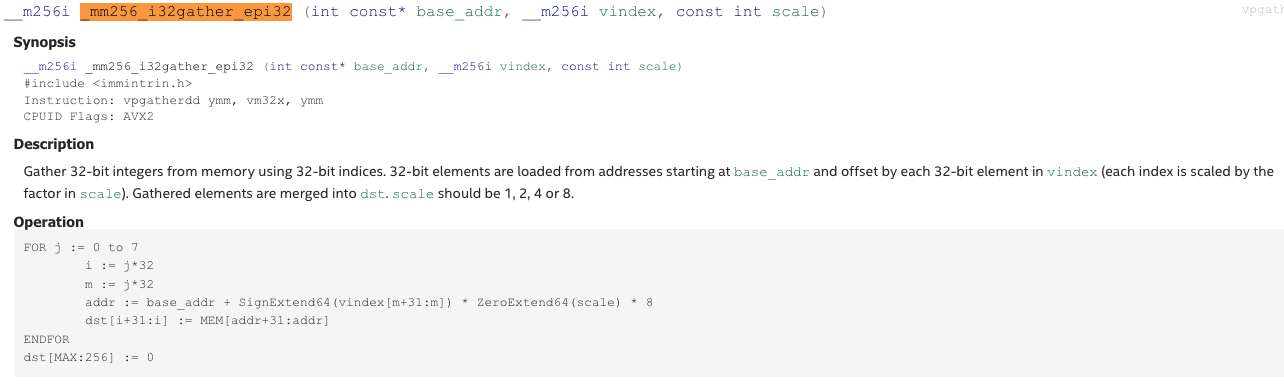 __m256i _mm256_i32gather_epi32 (int const* base_addr, __m256i vindex, const int scale)
Synopsis
__m256i _mm256_i32gather_epi32 (int const* base_addr, __m256i vindex, const int scale)
#include <immintrin.h>
Instruction: vpgatherdd ymm, vm32x, ymm
CPUID Flags: AVX2
Description
Gather 32-bit integers from memory using 32-bit indices. 32-bit elements are loaded from addresses starting at base_addr and offset by each 32-bit element in vindex (each index is scaled by the
factor in scale). Gathered elements are merged into dst. scale should be 1, 2, 4 or 8.
Operation
FOR j := 0 to 7
i := j*32
m := j*32
addr := base_addr + SignExtend64(vindex[m+31:m]) * ZeroExtend64(scale) * 8
dst[i+31:i] := MEM[addr+31:addr]
ENDFOR
dst[MAX:256] := 0